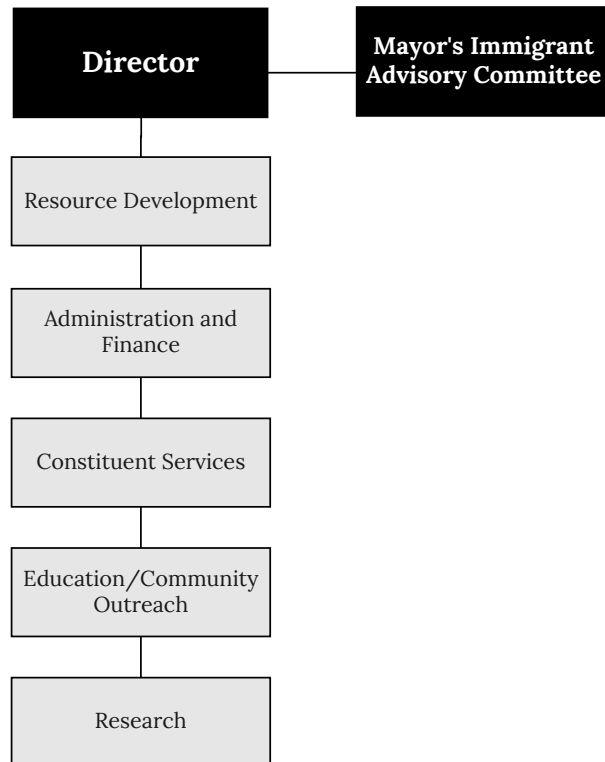 Director
Mayor's Immigrant
Advisory Committee
Resource Development
Administration and
Finance
Constituent Services
Education/Community
Outreach
Research